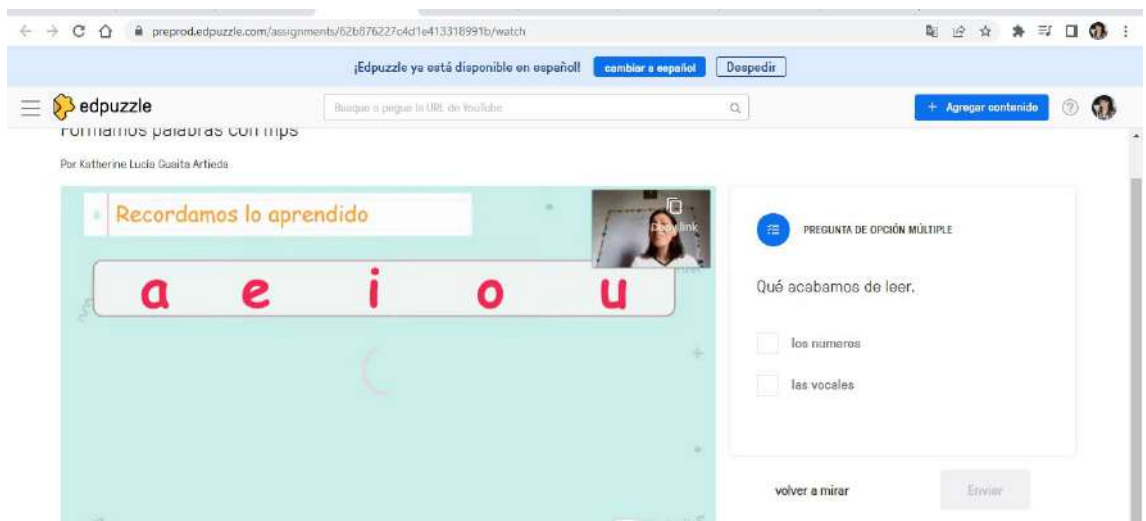 preprod.edpuzzle.com/assignments/62b876227c4d1e413318991b/watch
¡Edpuzzle ya está disponible en español! cambiar a español Despedir
edpuzzle Busque o pegue la URL de YouTube + Agregar contenido ?
Formamos palabras con mps
Por Katherine Lucía Guaita Artieda
Recordamos lo aprendido
Copy link
a e i o u
PREGUNTA DE OPCIÓN MÚLTIPLE
Qué acabamos de leer.
los numeros
las vocales
volver a mirar Enviar